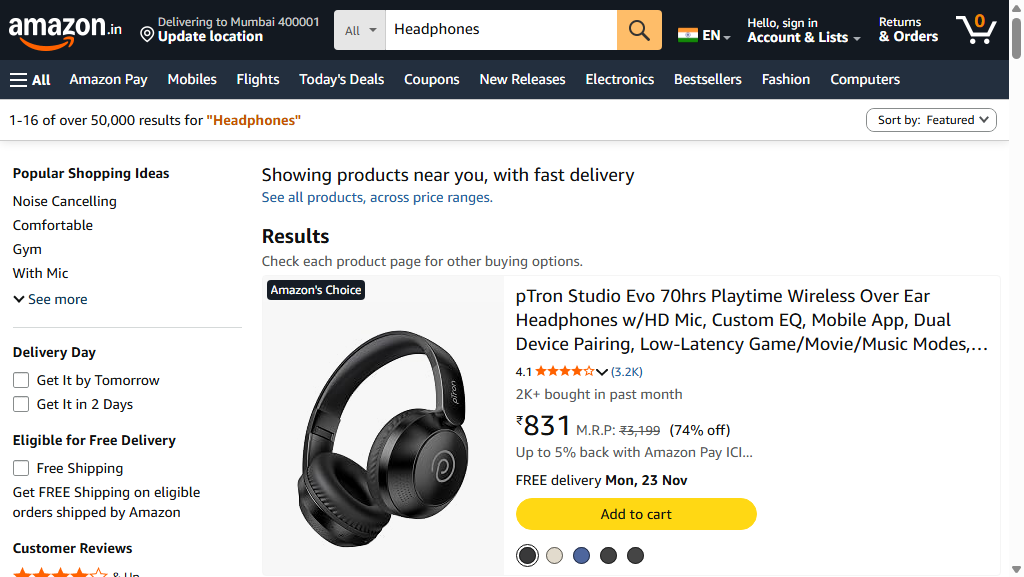 amazon.in
Delivering to Mumbai 400001
Update location
All
Headphones
EN
Hello, sign in
Account & Lists
Returns
& Orders
0
All
Amazon Pay
Mobiles
Flights
Today's Deals
Coupons
New Releases
Electronics
Bestsellers
Fashion
Computers
1-16 of over 50,000 results for "Headphones"
Sort by: Featured
Popular Shopping Ideas
Noise Cancelling
Comfortable
Gym
With Mic
See more
Delivery Day
Get It by Tomorrow
Get It in 2 Days
Eligible for Free Delivery
Free Shipping
Get FREE Shipping on eligible
orders shipped by Amazon
Customer Reviews
& Up
Showing products near you, with fast delivery
See all products, across price ranges.
Results
Check each product page for other buying options.
Amazon's Choice
pTron
pTron Studio Evo 70hrs Playtime Wireless Over Ear
Headphones w/HD Mic, Custom EQ, Mobile App, Dual
Device Pairing, Low-Latency Game/Movie/Music Modes,…
4.1 (3.2K)
2K+ bought in past month
₹831 M.R.P: ₹3,199 (74% off)
Up to 5% back with Amazon Pay ICI…
FREE delivery Mon, 23 Nov
Add to cart